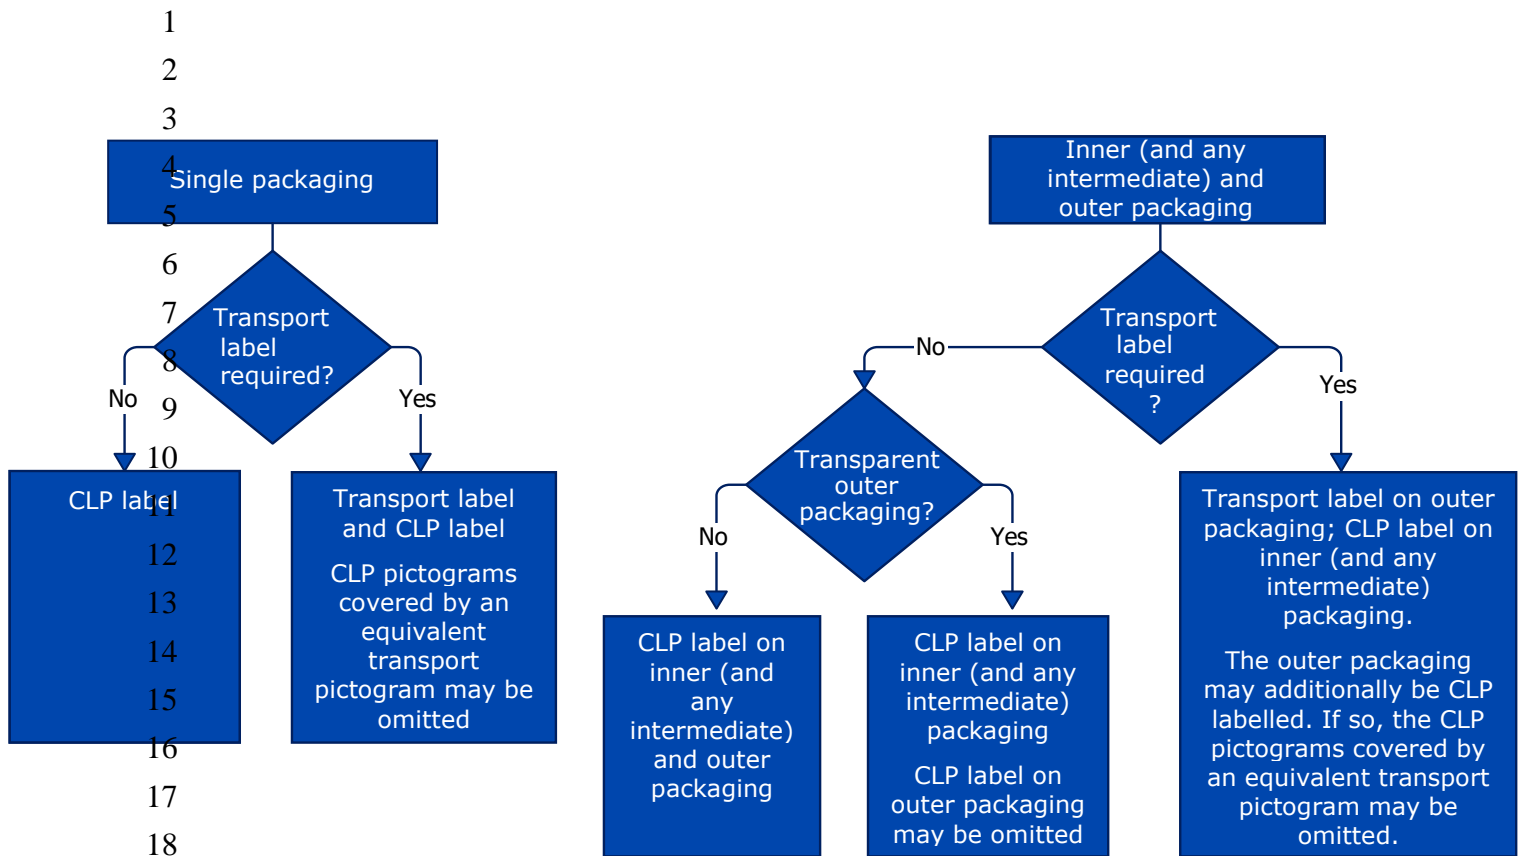 1
2
3
4
5
6
7
8
9
10
11
12
13
14
15
16
17
18
Single packaging
Transport
label
required?
No
Yes
CLP label
Transport label
and CLP label
CLP pictograms
covered by an
equivalent
transport
pictogram may be
omitted
Inner (and any
intermediate) and
outer packaging
Transport
label
required
?
No
Yes
Transparent
outer
packaging?
No
Yes
CLP label on
inner (and
any
intermediate)
and outer
packaging
CLP label on
inner (and any
intermediate)
packaging
CLP label on
outer packaging
may be omitted
Transport label on outer
packaging; CLP label on
inner (and any
intermediate)
packaging.
The outer packaging
may additionally be CLP
labelled. If so, the CLP
pictograms covered by
an equivalent transport
pictogram may be
omitted.